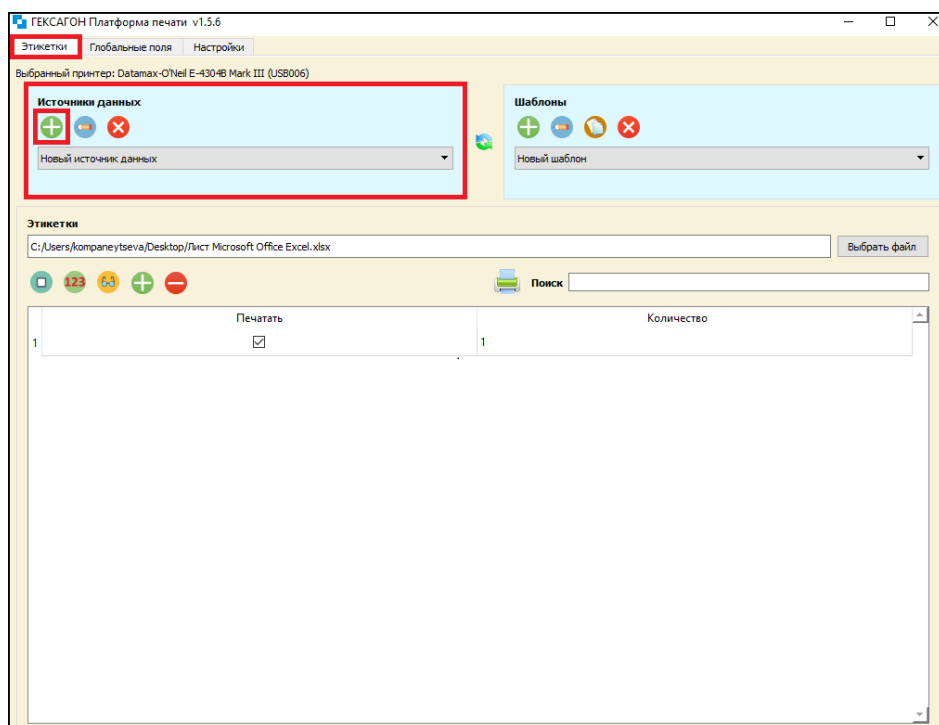 ГЕКСАГОН Платформа печати v1.5.6
Этикетки Глобальные поля Настройки
Выбранный принтер: Datamax-O'Neil E-4304B Mark III (USB006)
Источники данных
Новый источник данных
Шаблоны
Новый шаблон
Этикетки
C:/Users/kompaneytseva/Desktop/Лист Microsoft Office Excel.xlsx Выбрать файл
123 Поиск
Печатать Количество
1 1